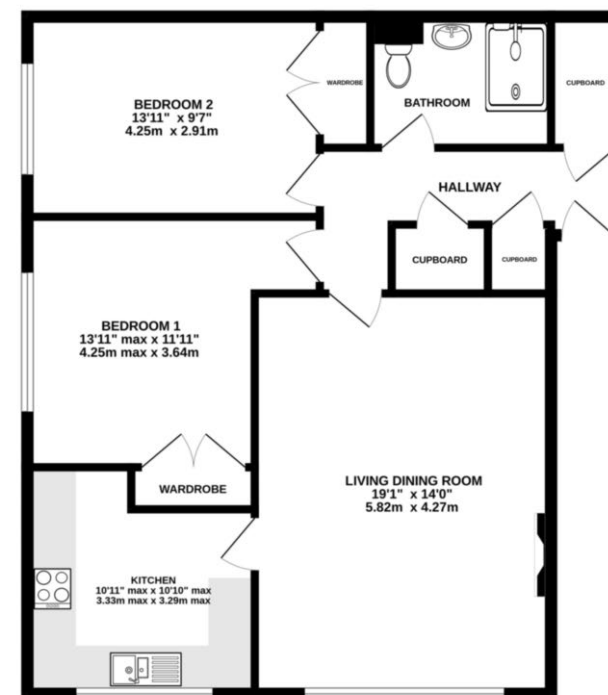 BEDROOM 2
13'11" x 9'7"
4.25m x 2.91m
WARDROBE
BATHROOM
CUPBOARD
HALLWAY
CUPBOARD
CUPBOARD
BEDROOM 1
13'11" max x 11'11"
4.25m max x 3.64m
WARDROBE
LIVING DINING ROOM
19'1" x 14'0"
5.82m x 4.27m
KITCHEN
10'11" max x 10'10" max
3.33m max x 3.29m max